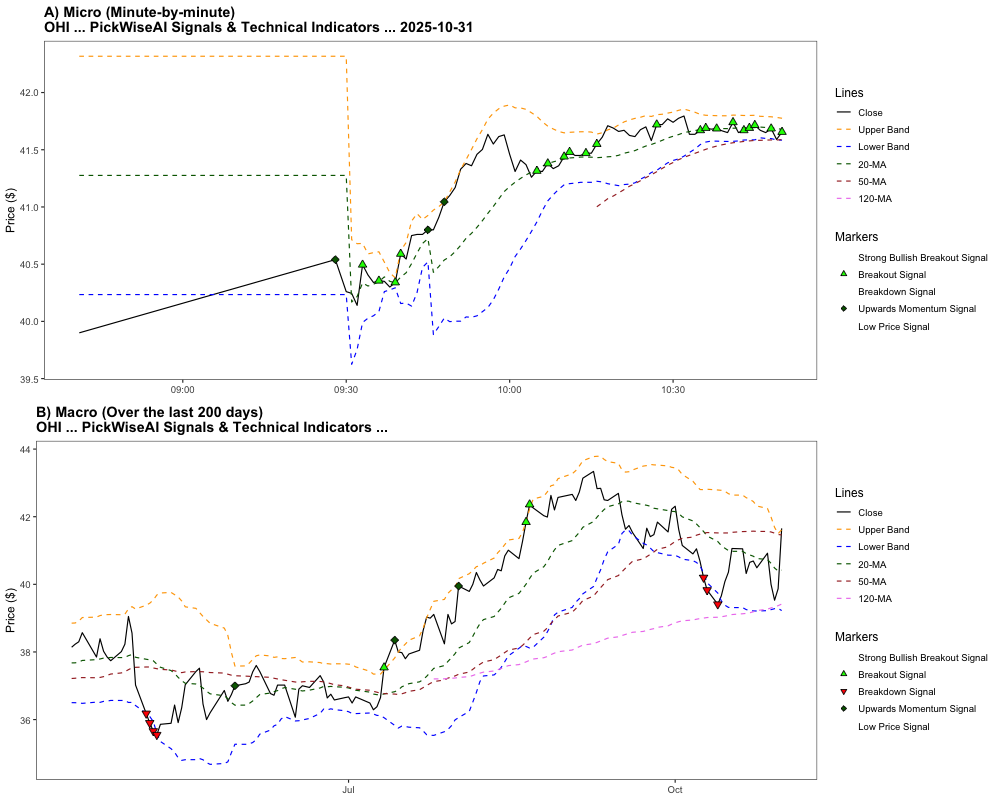 A) Micro (Minute-by-minute)
OHI ... PickWiseAI Signals & Technical Indicators ... 2025-10-31
Price ($)
42.0
41.5
41.0
40.5
40.0
39.5
09:00
09:30
10:00
10:30
Lines
Close
Upper Band
Lower Band
20-MA
50-MA
120-MA
Markers
Strong Bullish Breakout Signal
Breakout Signal
Breakdown Signal
Upwards Momentum Signal
Low Price Signal
B) Macro (Over the last 200 days)
OHI ... PickWiseAI Signals & Technical Indicators ...
Price ($)
44
42
40
38
36
Jul
Oct
Lines
Close
Upper Band
Lower Band
20-MA
50-MA
120-MA
Markers
Strong Bullish Breakout Signal
Breakout Signal
Breakdown Signal
Upwards Momentum Signal
Low Price Signal